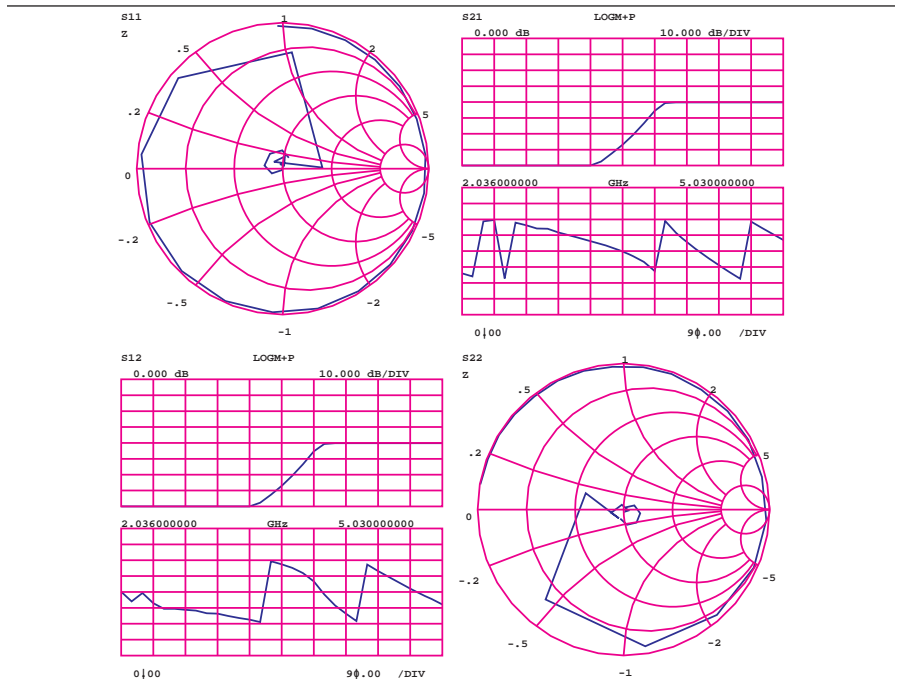 S11
Z
1
.5
2
.2
5
0
-.2
-5
-.5
-2
-1
S21 LOGM+P
0.000 dB 10.000 dB/DIV
2.036000000 GHz 5.030000000
0.00 90.00 /DIV
S12 LOGM+P
0.000 dB 10.000 dB/DIV
2.036000000 GHz 5.030000000
0.00 90.00 /DIV
S22
Z
1
.5
2
.2
5
0
-.2
-5
-.5
-2
-1